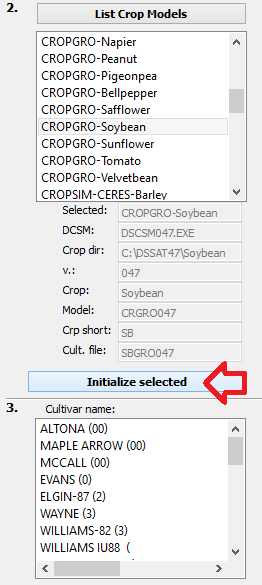 2.
List Crop Models
CROPGRO-Napier
CROPGRO-Peanut
CROPGRO-Pigeonpea
CROPGRO-Bellpepper
CROPGRO-Safflower
CROPGRO-Soybean
CROPGRO-Sunflower
CROPGRO-Tomato
CROPGRO-Velvetbean
CROPSIM-CERES-Barley
Selected: CROPGRO-Soybean
DCSM: DSCSM047.EXE
Crop dir: C:\DSSAT47\Soybean
v.: 047
Crop: Soybean
Model: CRGRO047
Crp short: SB
Cult. file: SBGRO047
Initialize selected
3. Cultivar name:
ALTONA (00)
MAPLE ARROW (00)
MCCALL (00)
EVANS (0)
ELGIN-87 (2)
WAYNE (3)
WILLIAMS-82 (3)
WILLIAMS IU88 (